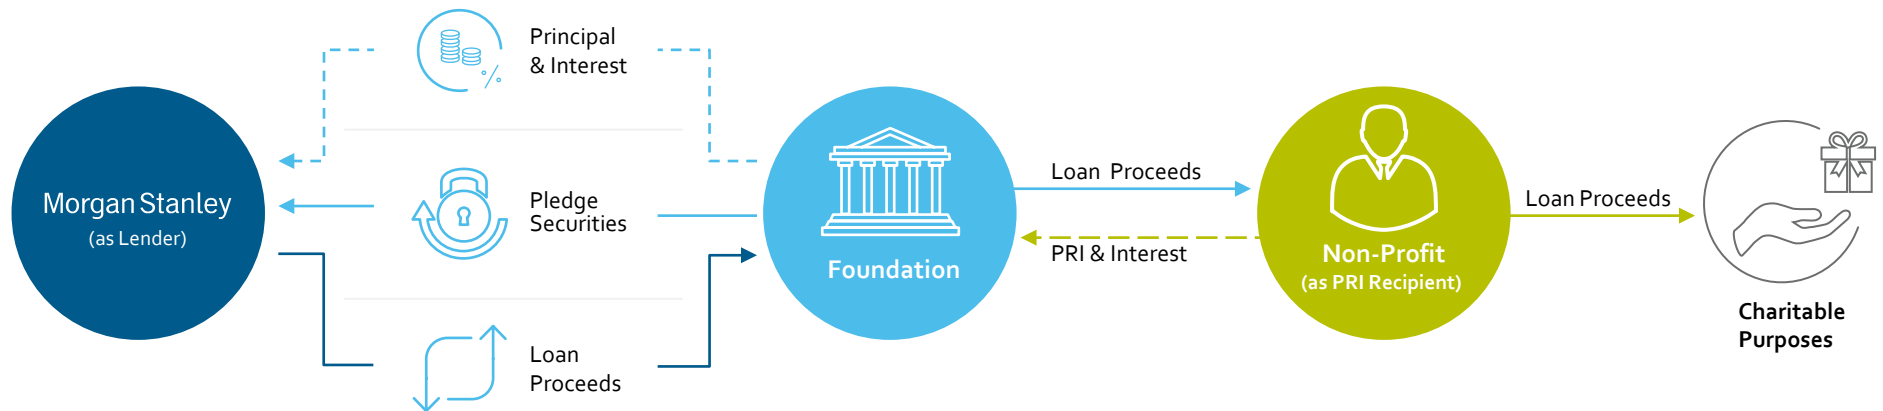 Morgan Stanley
(as Lender)
Principal
& Interest
Pledge
Securities
Loan
Proceeds
Foundation
Loan Proceeds
PRI & Interest
Non-Profit
(as PRI Recipient)
Loan Proceeds
Charitable
Purposes